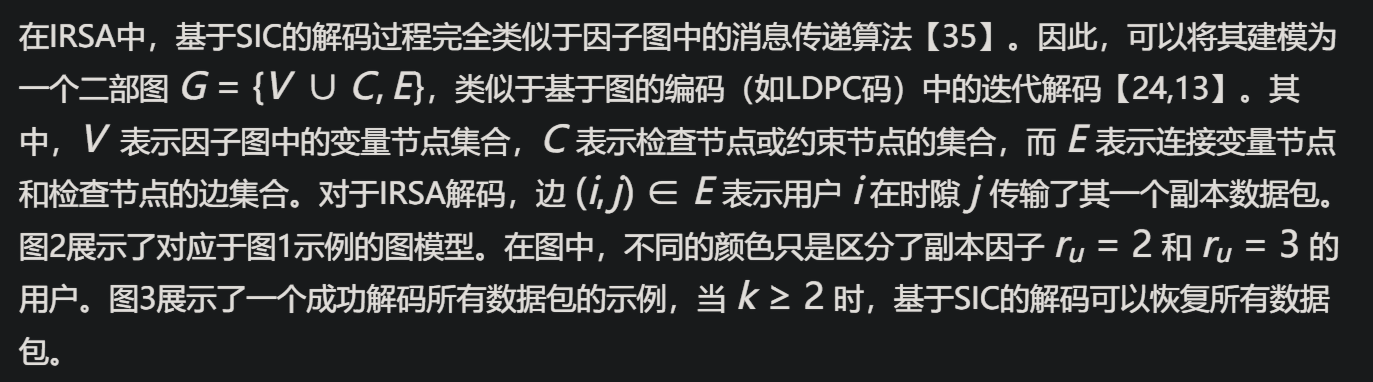 在IRSA中，基于SIC的解码过程完全类似于因子图中的消息传递算法【35】。因此，可以将其建模为
一个二部图 G = {V ∪ C, E}，类似于基于图的编码（如LDPC码）中的迭代解码【24,13】。其
中，V 表示因子图中的变量节点集合，C 表示检查节点或约束节点的集合，而 E 表示连接变量节点
和检查节点的边集合。对于IRSA解码，边 (i, j) ∈ E 表示用户 i 在时隙 j 传输了其一个副本数据包。
图2展示了对应于图1示例的图模型。在图中，不同的颜色只是区分了副本因子 rᵤ = 2 和 rᵤ = 3 的
用户。图3展示了一个成功解码所有数据包的示例，当 k ≥ 2 时，基于SIC的解码可以恢复所有数据
包。